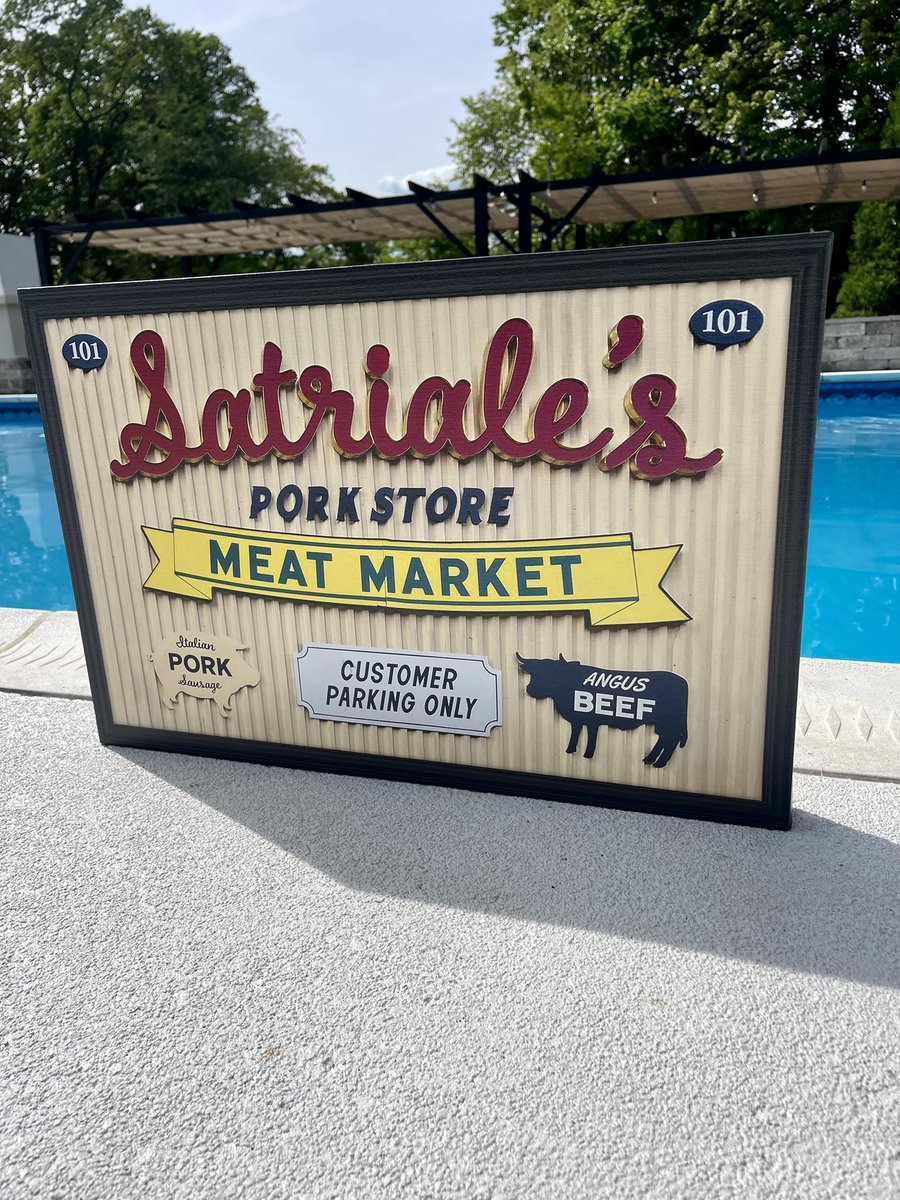 101
101
Satriale's
PORK STORE
MEAT MARKET
Italian
PORK
Sausage
CUSTOMER
PARKING ONLY
ANGUS
BEEF